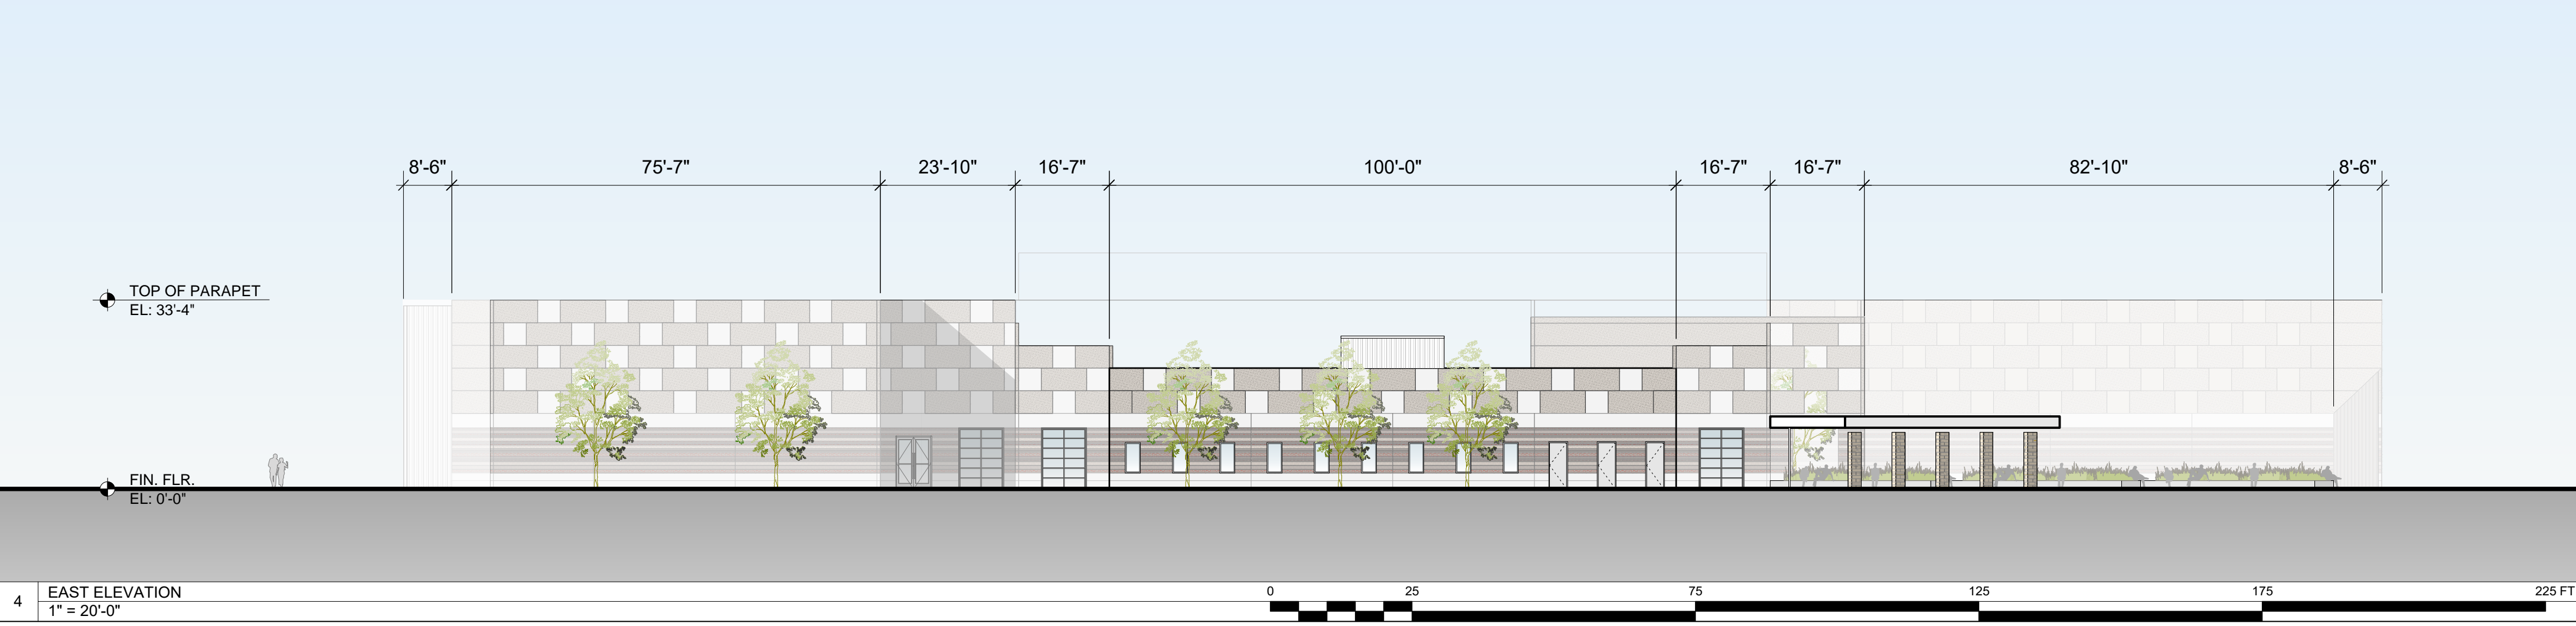 8'-6" 75'-7" 23'-10" 16'-7" 100'-0" 16'-7" 16'-7" 82'-10" 8'-6"
TOP OF PARAPET
EL: 33'-4"
FIN. FLR.
EL: 0'-0"
4 EAST ELEVATION
1" = 20'-0"
0 25 75 125 175 225 FT